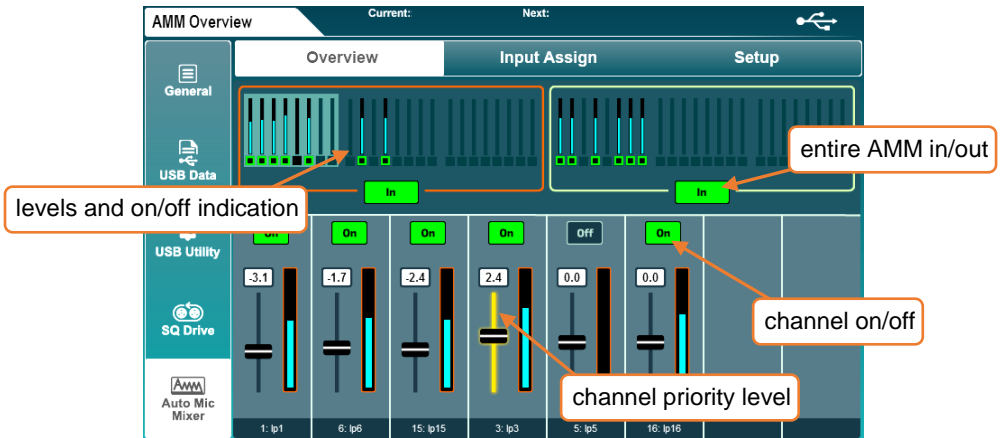 AMM Overview
Current:
Next:
General
Overview
Input Assign
Setup
USB Data
In
In
entire AMM in/out
levels and on/off indication
USB Utility
On
On
On
On
Off
On
-3.1
-1.7
-2.4
2.4
0.0
0.0
SQ Drive
channel on/off
channel priority level
Auto Mic
Mixer
1: Ip1
6: Ip6
15: Ip15
3: Ip3
5: Ip5
16: Ip16